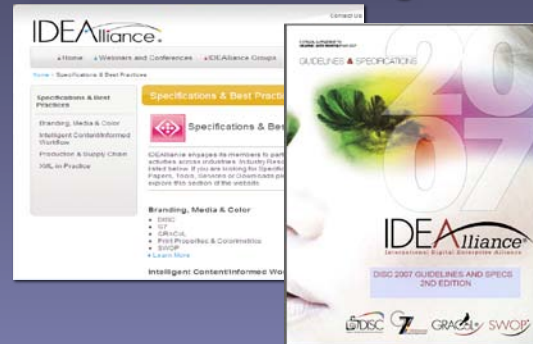 IDEAlliance.
Contact Us
Home
Webinars and Conferences
IDEAlliance Groups
Home / Specifications & Best Practices
Specifications & Best Practices
Branding, Media & Color
Intelligent Content/Informed Workflow
Production & Supply Chain
XML in Practice
Specifications & Best Practi
Specifications & Bes
IDEAlliance engages its members to part
activities across industries. Industry Reso
listed below. If you are looking for Specific
Papers, Tools, Services or Downloads ple
explore this section of the website.
Branding, Media & Color
DISC
G7
GRACoL
Print Properties & Colorimetrics
SWOP
Learn More
Intelligent Content/Informed Wo
GUIDELINES & SPECIFICATIONS
2007
IDEAlliance®
International Digital Enterprise Alliance
DISC 2007 GUIDELINES AND SPECS
2ND EDITION
DISC G7 GRACoL SWOP